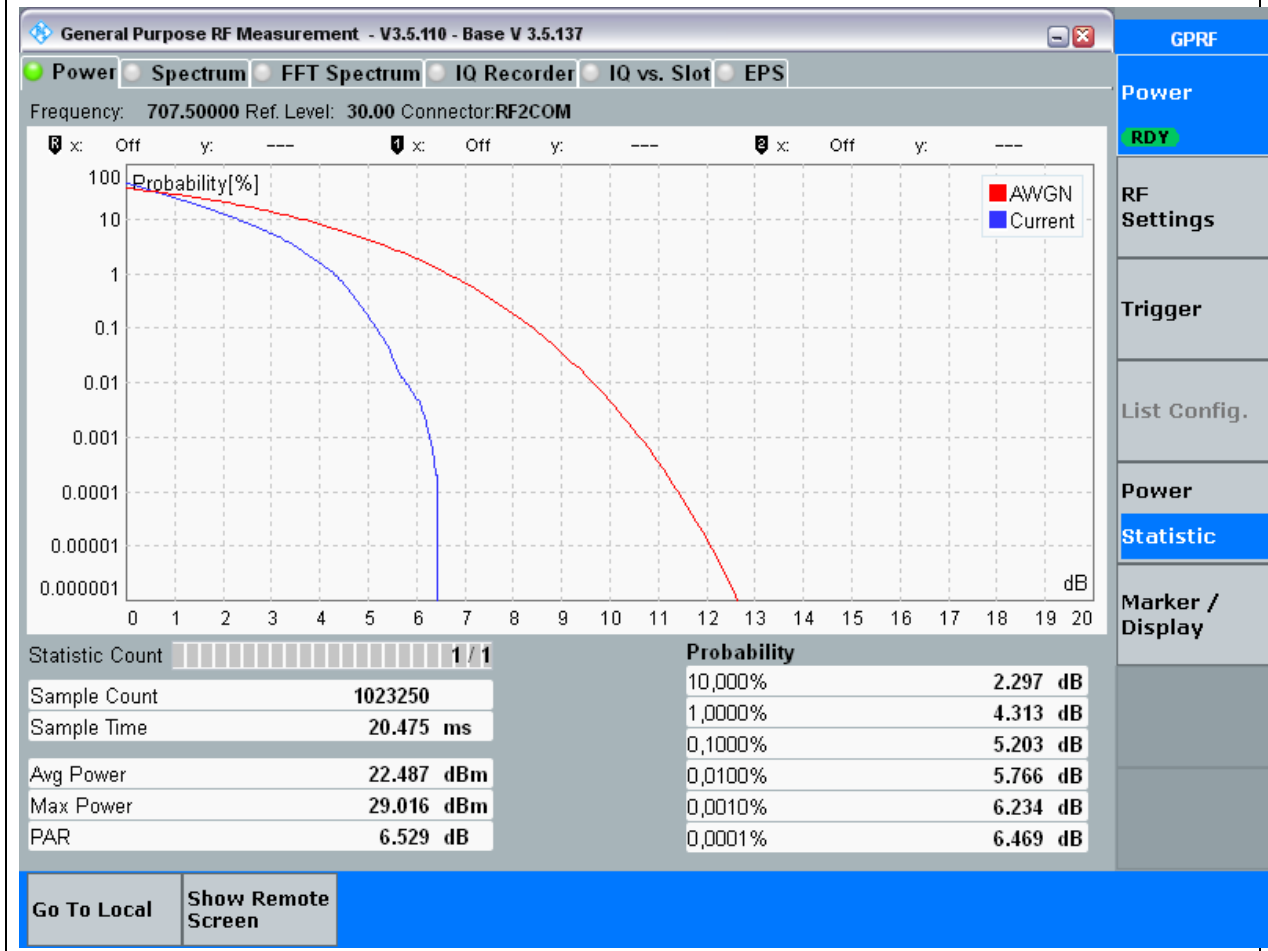 General Purpose RF Measurement - V3.5.110 - Base V 3.5.137
GPRF
Power Spectrum FFT Spectrum IQ Recorder IQ vs. Slot EPS
Frequency: 707.50000 Ref. Level: 30.00 Connector:RF2COM
R x: Off y: --- 1 x: Off y: --- 2 x: Off y: ---
Probability[%]
AWGN
Current
100
10
1
0.1
0.01
0.001
0.0001
0.00001
0.000001
dB
0 1 2 3 4 5 6 7 8 9 10 11 12 13 14 15 16 17 18 19 20
Statistic Count 1 / 1
Sample Count 1023250
Sample Time 20.475 ms
Avg Power 22.487 dBm
Max Power 29.016 dBm
PAR 6.529 dB
Probability
10,000% 2.297 dB
1,0000% 4.313 dB
0,1000% 5.203 dB
0,0100% 5.766 dB
0,0010% 6.234 dB
0,0001% 6.469 dB
Power
RDY
RF
Settings
Trigger
List Config.
Power
Statistic
Marker /
Display
Go To Local
Show Remote
Screen